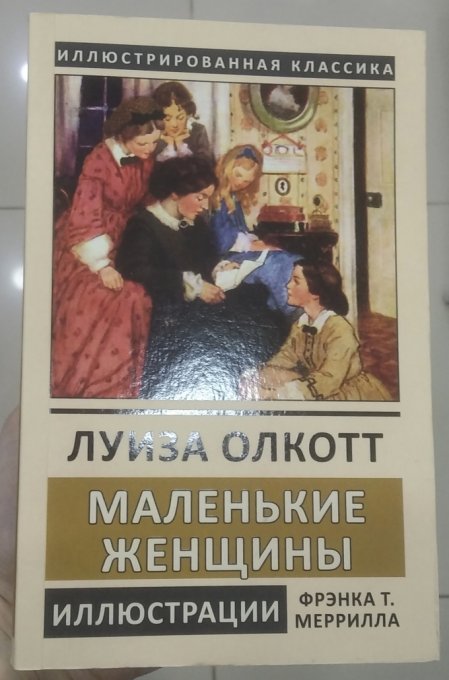 ИЛЛЮСТРИРОВАННАЯ КЛАССИКА
ЛУИЗА ОЛКОТТ
МАЛЕНЬКИЕ
ЖЕНЩИНЫ
ИЛЛЮСТРАЦИИ
ФРЭНКА Т.
МЕРРИЛЛА